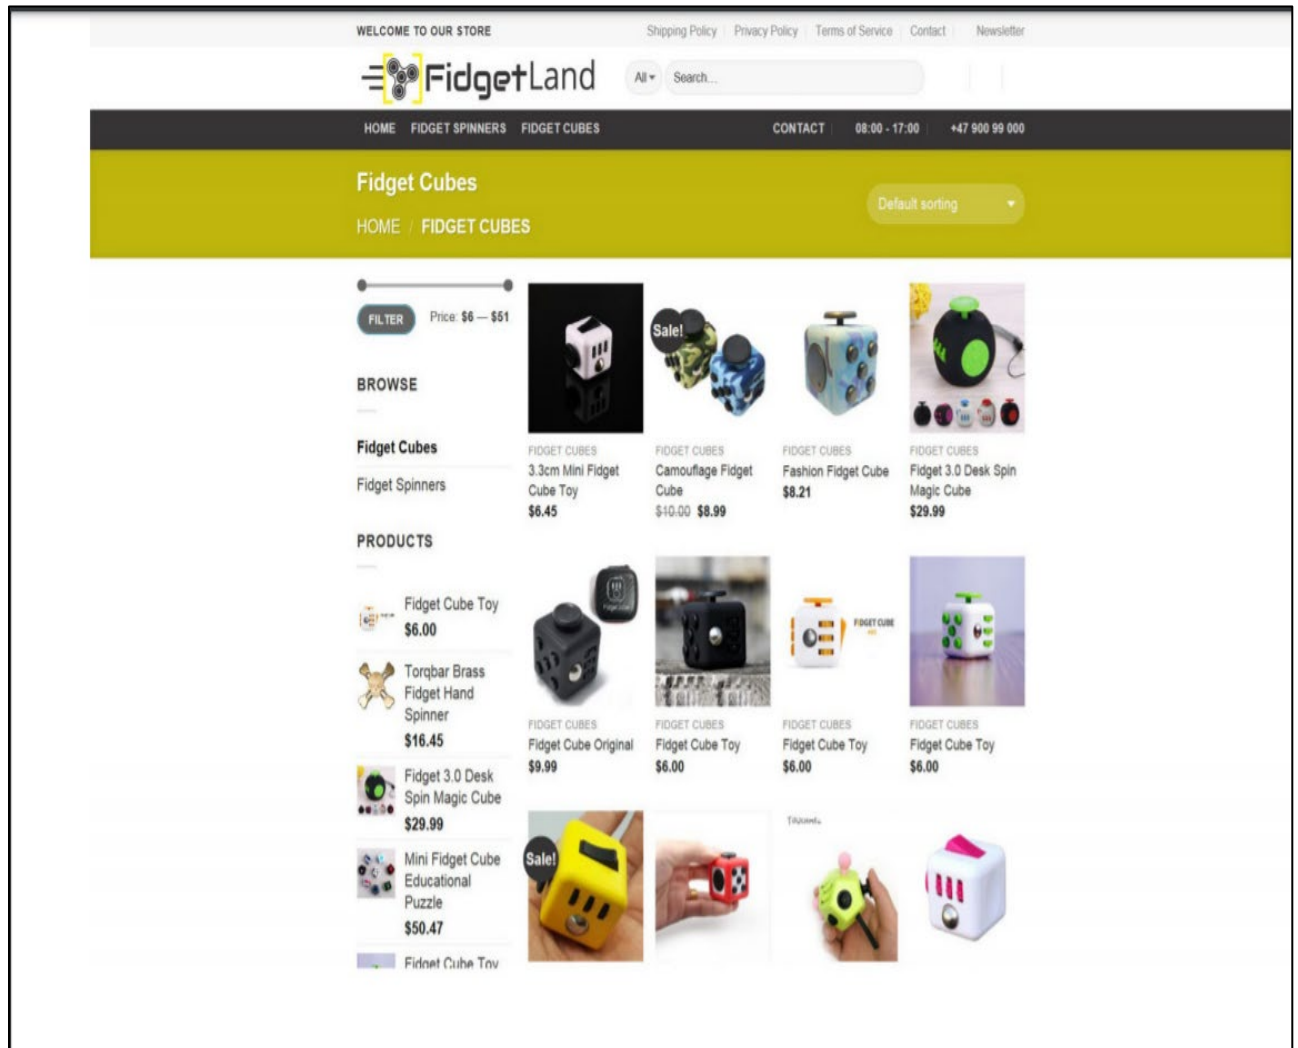 WELCOME TO OUR STORE
Shipping Policy Privacy Policy Terms of Service Contact Newsletter
FidgetLand
All Search...
HOME FIDGET SPINNERS FIDGET CUBES
CONTACT 08:00 - 17:00 +47 900 99 000
Fidget Cubes
HOME / FIDGET CUBES
Default sorting
FILTER Price: $6 — $51
BROWSE
Fidget Cubes
Fidget Spinners
PRODUCTS
Fidget Cube Toy
$6.00
Torqbar Brass
Fidget Hand
Spinner
$16.45
Fidget 3.0 Desk
Spin Magic Cube
$29.99
Mini Fidget Cube
Educational
Puzzle
$50.47
Fidget Cube Toy
FIDGET CUBES
3.3cm Mini Fidget
Cube Toy
$6.45
Sale!
FIDGET CUBES
Camouflage Fidget
Cube
$10.00 $8.99
FIDGET CUBES
Fashion Fidget Cube
$8.21
FIDGET CUBES
Fidget 3.0 Desk Spin
Magic Cube
$29.99
FIDGET CUBES
Fidget Cube Original
$9.99
FIDGET CUBES
Fidget Cube Toy
$6.00
FIDGET CUBE
FIDGET CUBES
Fidget Cube Toy
$6.00
FIDGET CUBES
Fidget Cube Toy
$6.00
Sale!